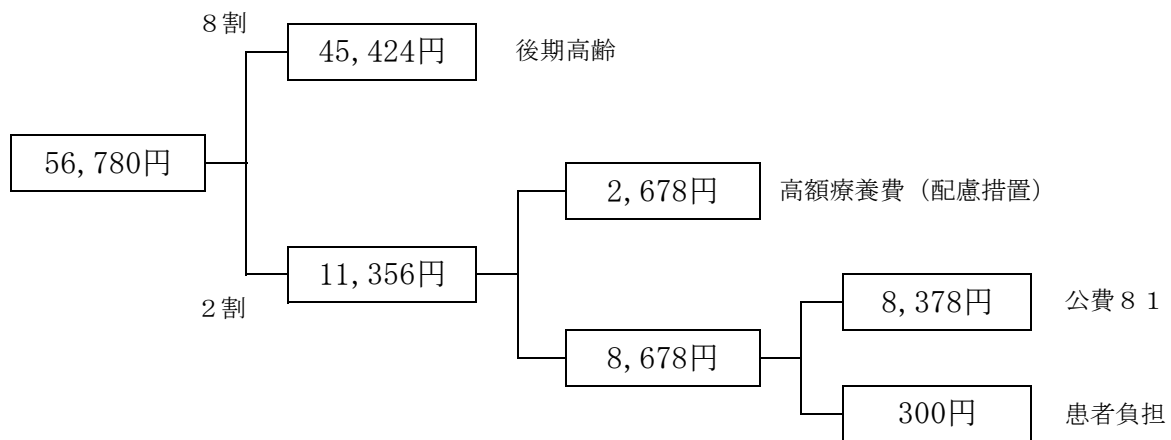 ８割
45,424円 後期高齢
56,780円
2,678円 高額療養費（配慮措置）
11,356円
8,378円 公費８１
２割
8,678円
300円 患者負担